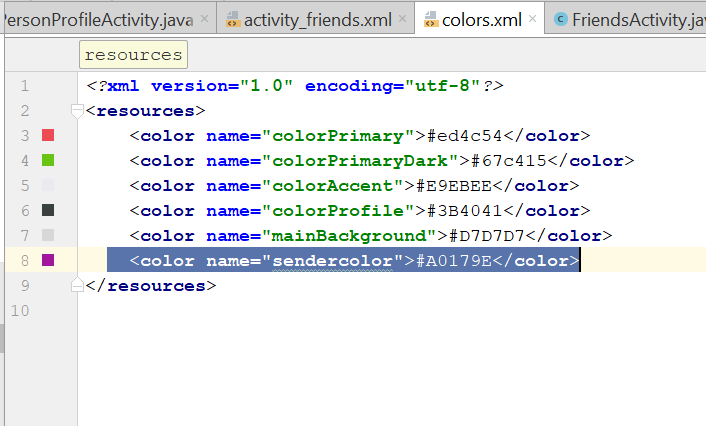 PersonProfileActivity.java activity_friends.xml colors.xml FriendsActivity.ja
resources
1 <?xml version="1.0" encoding="utf-8"?>
2 <resources>
3 <color name="colorPrimary">#ed4c54</color>
4 <color name="colorPrimaryDark">#67c415</color>
5 <color name="colorAccent">#E9EBEE</color>
6 <color name="colorProfile">#3B4041</color>
7 <color name="mainBackground">#D7D7D7</color>
8 <color name="sendercolor">#A0179E</color>
9 </resources>
10